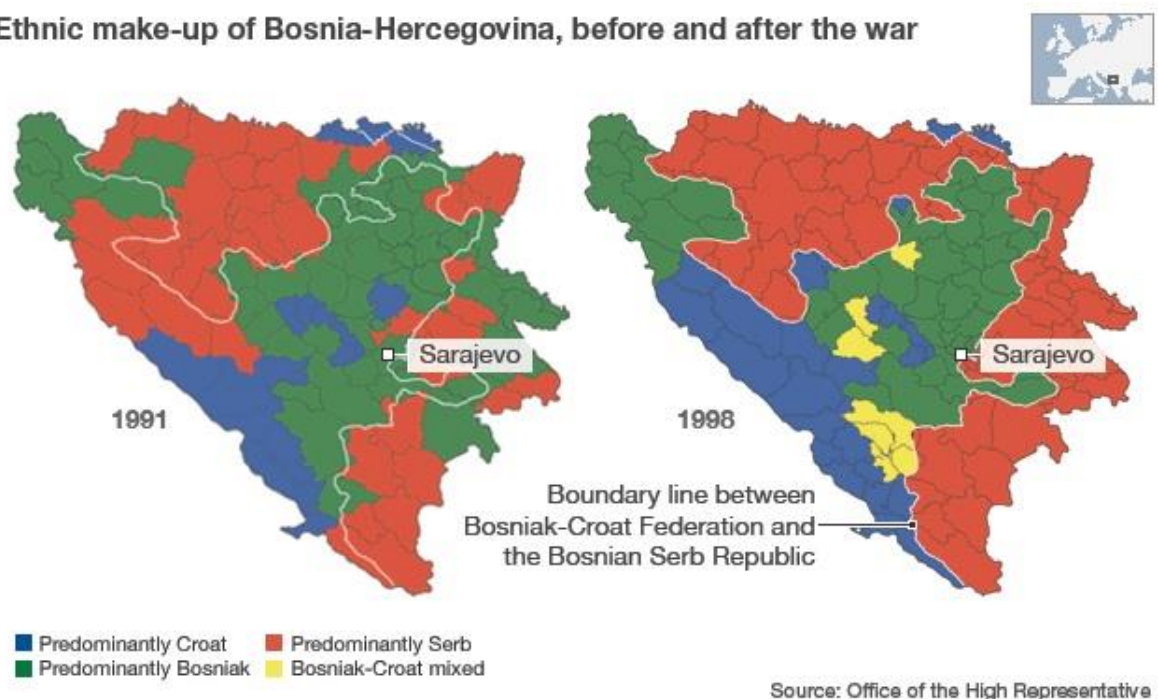 Ethnic make-up of Bosnia-Hercegovina, before and after the war
Sarajevo
1991
Sarajevo
1998
Boundary line between
Bosniak-Croat Federation and
the Bosnian Serb Republic
Predominantly Croat
Predominantly Serb
Predominantly Bosniak
Bosniak-Croat mixed
Source: Office of the High Representative